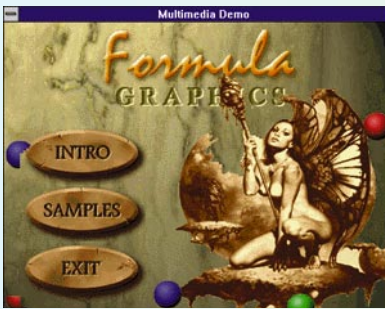 Multimedia Demo
Formula
GRAPHICS
INTRO
SAMPLES
EXIT